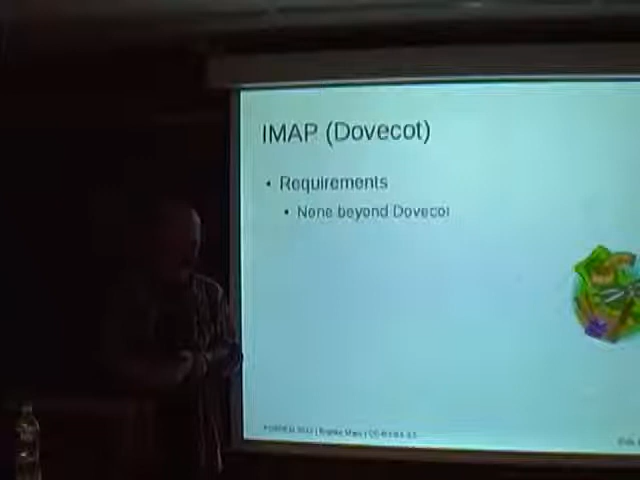 IMAP (Dovecot)
• Requirements
• None beyond Dovecot